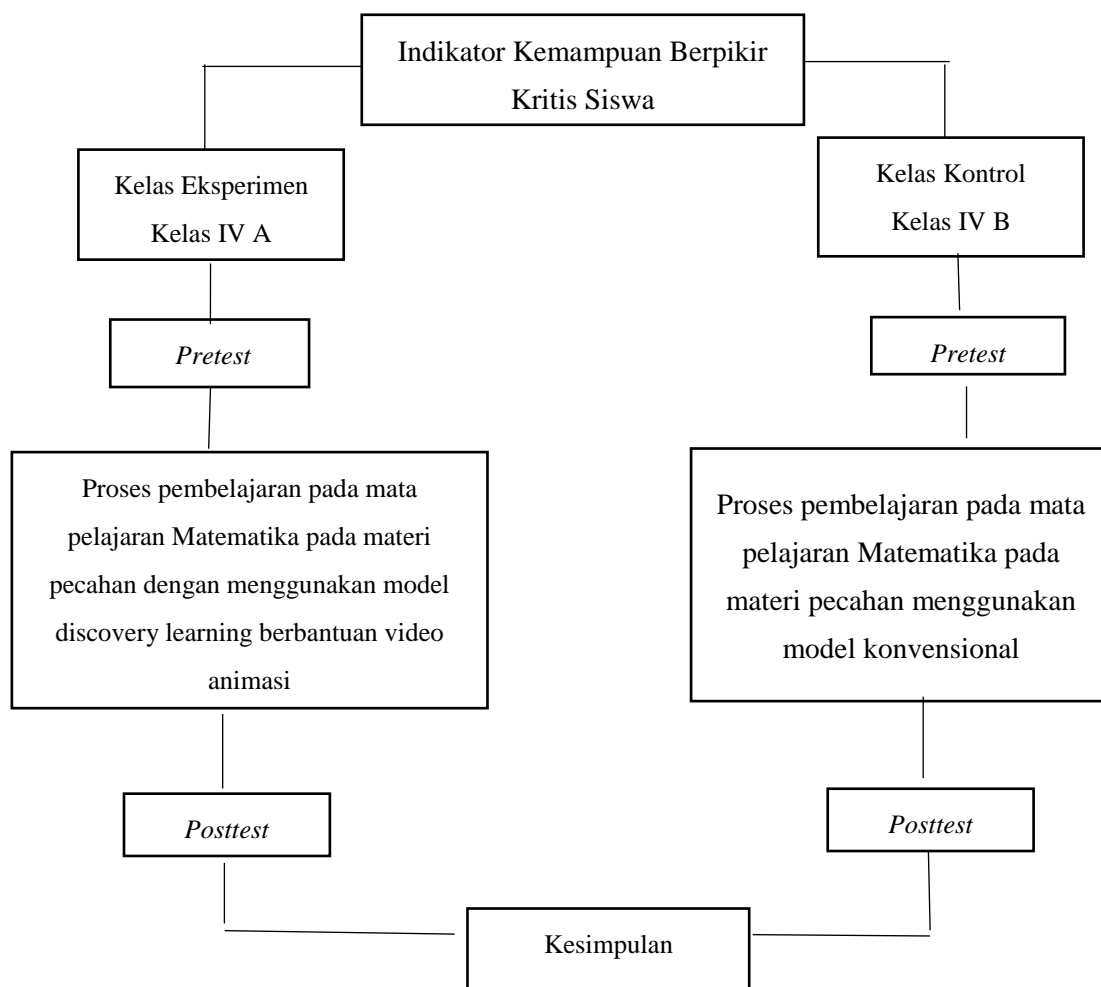 Indikator Kemampuan Berpikir
Kritis Siswa
Kelas Eksperimen
Kelas IV A
Kelas Kontrol
Kelas IV B
Pretest
Pretest
Proses pembelajaran pada mata
pelajaran Matematika pada materi
pecahan dengan menggunakan model
discovery learning berbantuan video
animasi
Proses pembelajaran pada mata
pelajaran Matematika pada
materi pecahan menggunakan
model konvensional
Posttest
Posttest
Kesimpulan